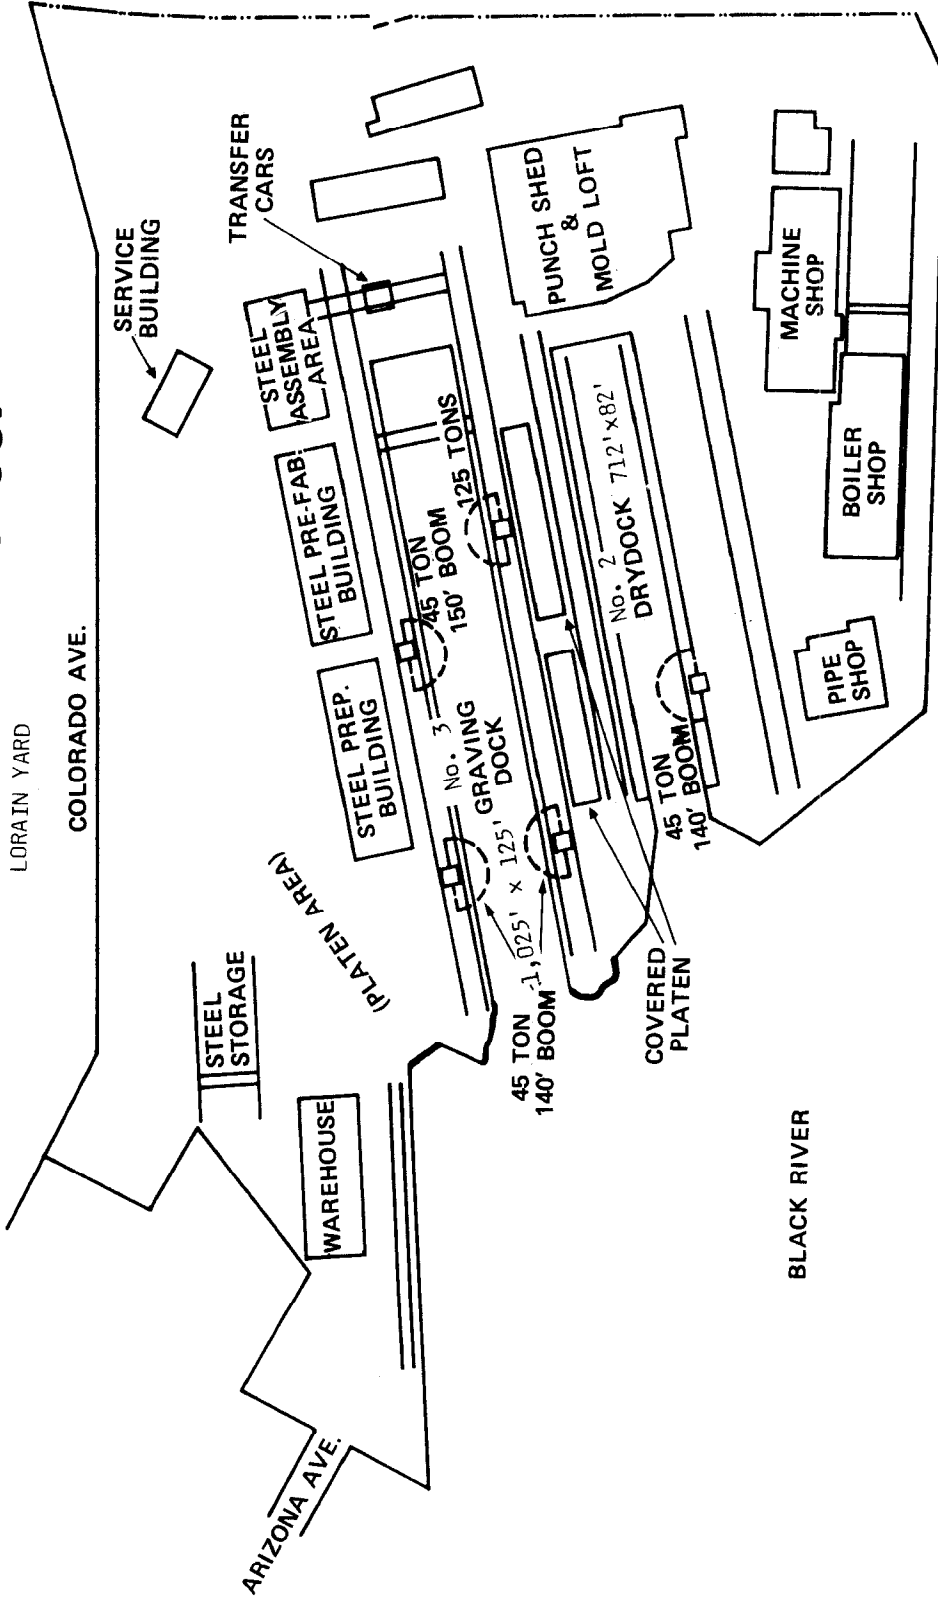 LORAIN YARD
COLORADO AVE.
SERVICE
BUILDING
TRANSFER
CARS
STEEL
ASSEMBLY
AREA
STEEL PRE-FAB.
BUILDING
STEEL PREP.
BUILDING
(PLATEN AREA)
STEEL
STORAGE
WAREHOUSE
ARIZONA AVE.
PUNCH SHED
&
MOLD LOFT
125 TONS
45 TON
150' BOOM
No. 3
GRAVING
DOCK
1,025' x 125'
45 TON
140' BOOM
No. 2
DRYDOCK 712'x82'
45 TON
140' BOOM
COVERED
PLATEN
MACHINE
SHOP
BOILER
SHOP
PIPE
SHOP
BLACK RIVER